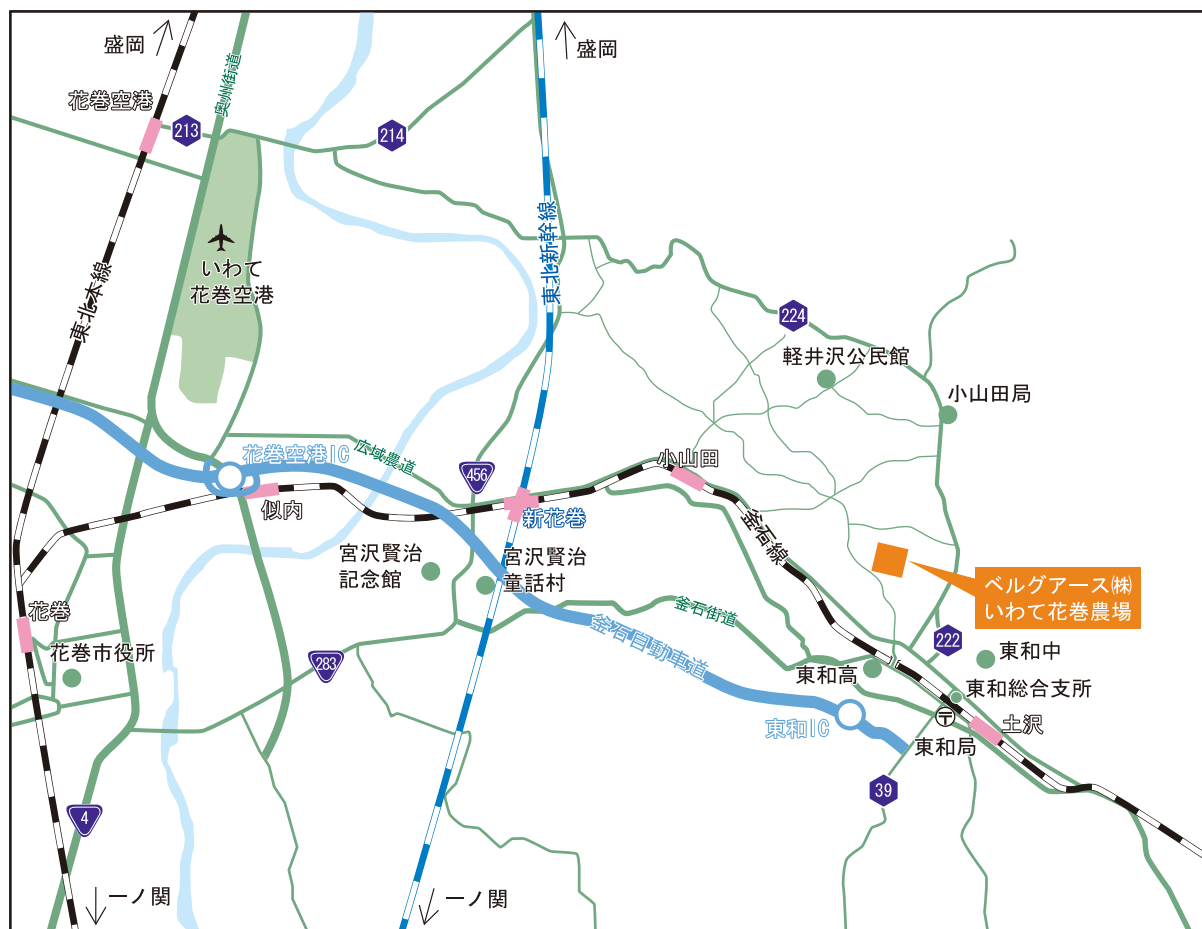 盛岡
盛岡
奥州街道
花巻空港
213
214
東北新幹線
いわて
花巻空港
東北本線
224
軽井沢公民館
小山田局
広域農道
花巻空港IC
小山田
456
似内
新花巻
釜石線
宮沢賢治
記念館
宮沢賢治
童話村
ベルグアース㈱
いわて花巻農場
花巻
釜石街道
釜石自動車道
222
花巻市役所
283
東和中
東和高
東和総合支所
東和IC
〒
土沢
東和局
39
4
一ノ関
一ノ関